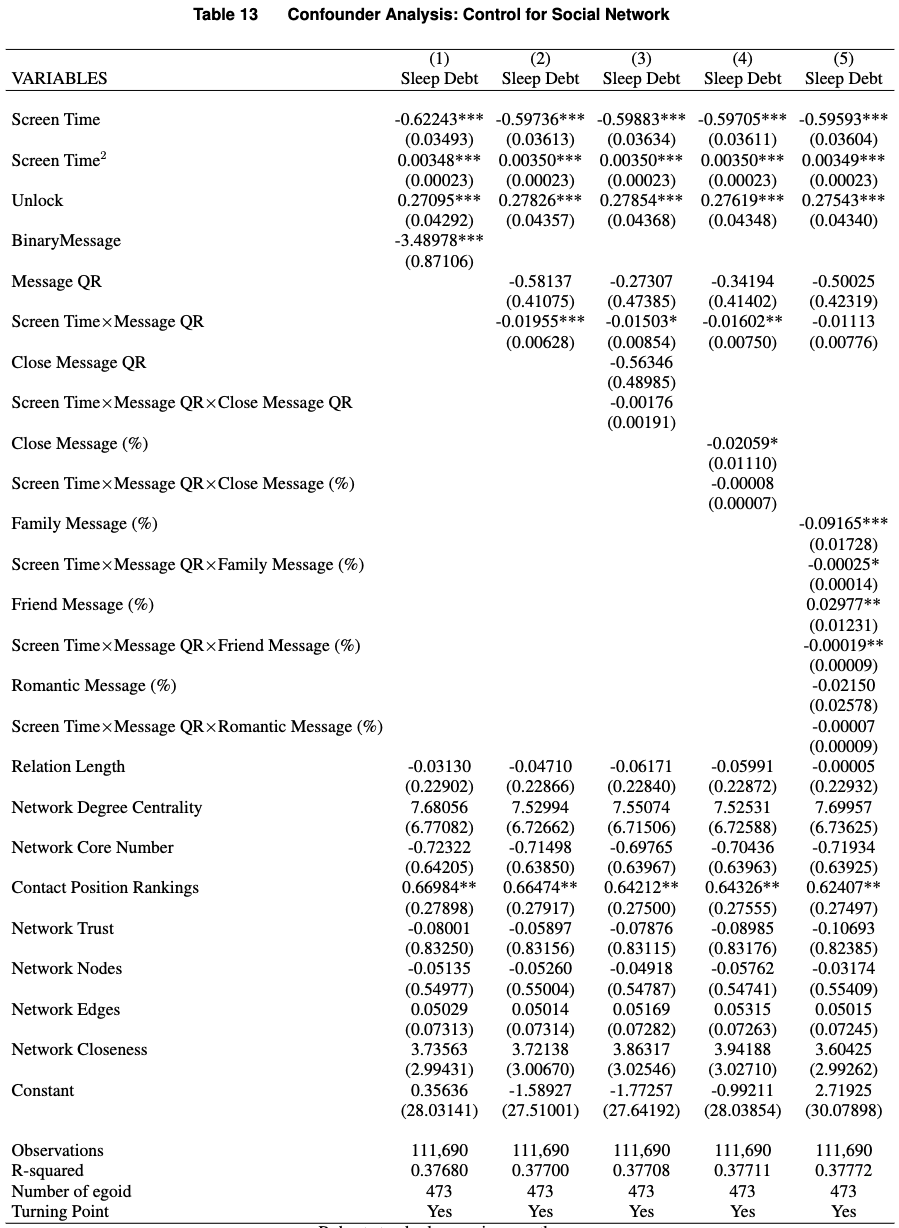 Table 13 Confounder Analysis: Control for Social Network
(1) (2) (3) (4) (5)
VARIABLES Sleep Debt Sleep Debt Sleep Debt Sleep Debt Sleep Debt
Screen Time -0.62243*** -0.59736*** -0.59883*** -0.59705*** -0.59593***
(0.03493) (0.03613) (0.03634) (0.03611) (0.03604)
Screen Time² 0.00348*** 0.00350*** 0.00350*** 0.00350*** 0.00349***
(0.00023) (0.00023) (0.00023) (0.00023) (0.00023)
Unlock 0.27095*** 0.27826*** 0.27854*** 0.27619*** 0.27543***
(0.04292) (0.04357) (0.04368) (0.04348) (0.04340)
BinaryMessage -3.48978***
(0.87106)
Message QR -0.58137 -0.27307 -0.34194 -0.50025
(0.41075) (0.47385) (0.41402) (0.42319)
Screen Time×Message QR -0.01955*** -0.01503* -0.01602** -0.01113
(0.00628) (0.00854) (0.00750) (0.00776)
Close Message QR -0.56346
(0.48985)
Screen Time×Message QR×Close Message QR -0.00176
(0.00191)
Close Message (%) -0.02059*
(0.01110)
Screen Time×Message QR×Close Message (%) -0.00008
(0.00007)
Family Message (%) -0.09165***
(0.01728)
Screen Time×Message QR×Family Message (%) -0.00025*
(0.00014)
Friend Message (%) 0.02977**
(0.01231)
Screen Time×Message QR×Friend Message (%) -0.00019**
(0.00009)
Romantic Message (%) -0.02150
(0.02578)
Screen Time×Message QR×Romantic Message (%) -0.00007
(0.00009)
Relation Length -0.03130 -0.04710 -0.06171 -0.05991 -0.00005
(0.22902) (0.22866) (0.22840) (0.22872) (0.22932)
Network Degree Centrality 7.68056 7.52994 7.55074 7.52531 7.69957
(6.77082) (6.72662) (6.71506) (6.72588) (6.73625)
Network Core Number -0.72322 -0.71498 -0.69765 -0.70436 -0.71934
(0.64205) (0.63850) (0.63967) (0.63963) (0.63925)
Contact Position Rankings 0.66984** 0.66474** 0.64212** 0.64326** 0.62407**
(0.27898) (0.27917) (0.27500) (0.27555) (0.27497)
Network Trust -0.08001 -0.05897 -0.07876 -0.08985 -0.10693
(0.83250) (0.83156) (0.83115) (0.83176) (0.82385)
Network Nodes -0.05135 -0.05260 -0.04918 -0.05762 -0.03174
(0.54977) (0.55004) (0.54787) (0.54741) (0.55409)
Network Edges 0.05029 0.05014 0.05169 0.05315 0.05015
(0.07313) (0.07314) (0.07282) (0.07263) (0.07245)
Network Closeness 3.73563 3.72138 3.86317 3.94188 3.60425
(2.99431) (3.00670) (3.02546) (3.02710) (2.99262)
Constant 0.35636 -1.58927 -1.77257 -0.99211 2.71925
(28.03141) (27.51001) (27.64192) (28.03854) (30.07898)
Observations 111,690 111,690 111,690 111,690 111,690
R-squared 0.37680 0.37700 0.37708 0.37711 0.37772
Number of egoid 473 473 473 473 473
Turning Point Yes Yes Yes Yes Yes